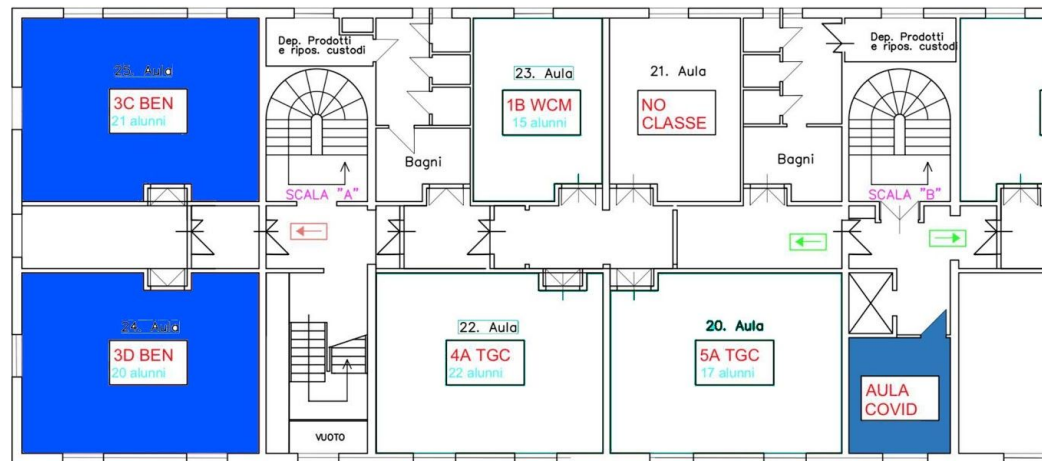 Dep. Prodotti
e ripos. custodi
Dep. Prodotti
e ripos. custodi
25. Aula
3C BEN
21 alunni
23. Aula
1B WCM
15 alunni
21. Aula
NO
CLASSE
Bagni
Bagni
SCALA "A"
SCALA "B"
24. Aula
3D BEN
20 alunni
22. Aula
4A TGC
22 alunni
20. Aula
5A TGC
17 alunni
AULA
COVID
VUOTO